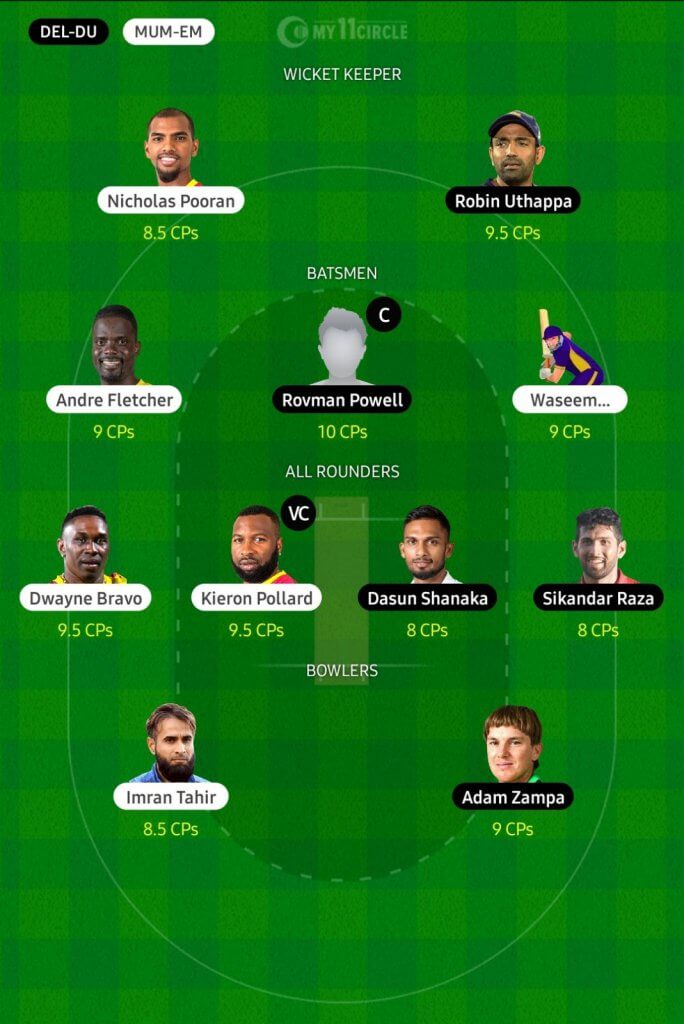 DEL-DU MUM-EM MY11CIRCLE
WICKET KEEPER
Nicholas Pooran Robin Uthappa
8.5 CPs 9.5 CPs
BATSMEN
C
Andre Fletcher Rovman Powell Waseem...
9 CPs 10 CPs 9 CPs
ALL ROUNDERS
VC
Dwayne Bravo Kieron Pollard Dasun Shanaka Sikandar Raza
9.5 CPs 9.5 CPs 8 CPs 8 CPs
BOWLERS
Imran Tahir Adam Zampa
8.5 CPs 9 CPs